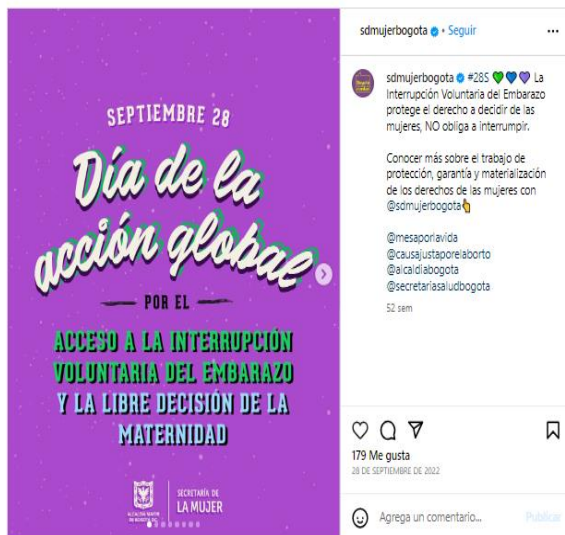 SEPTIEMBRE 28
Día de la
acción global
POR EL
ACCESO A LA INTERRUPCIÓN
VOLUNTARIA DEL EMBARAZO
Y LA LIBRE DECISIÓN DE LA
MATERNIDAD
SECRETARÍA DE
LA MUJER
sdmujerbogota • Seguir
sdmujerbogota #28S 💚💙💜 La
Interrupción Voluntaria del Embarazo
protege el derecho a decidir de las
mujeres, NO obliga a interrumpir.
Conocer más sobre el trabajo de
protección, garantía y materialización
de los derechos de las mujeres con
@sdmujerbogota👆
@mesaporlavida
@causajustaporelaborto
@alcaldiabogota
@secretariasaludbogota
52 sem
179 Me gusta
28 DE SEPTIEMBRE DE 2022
Agrega un comentario... Publicar